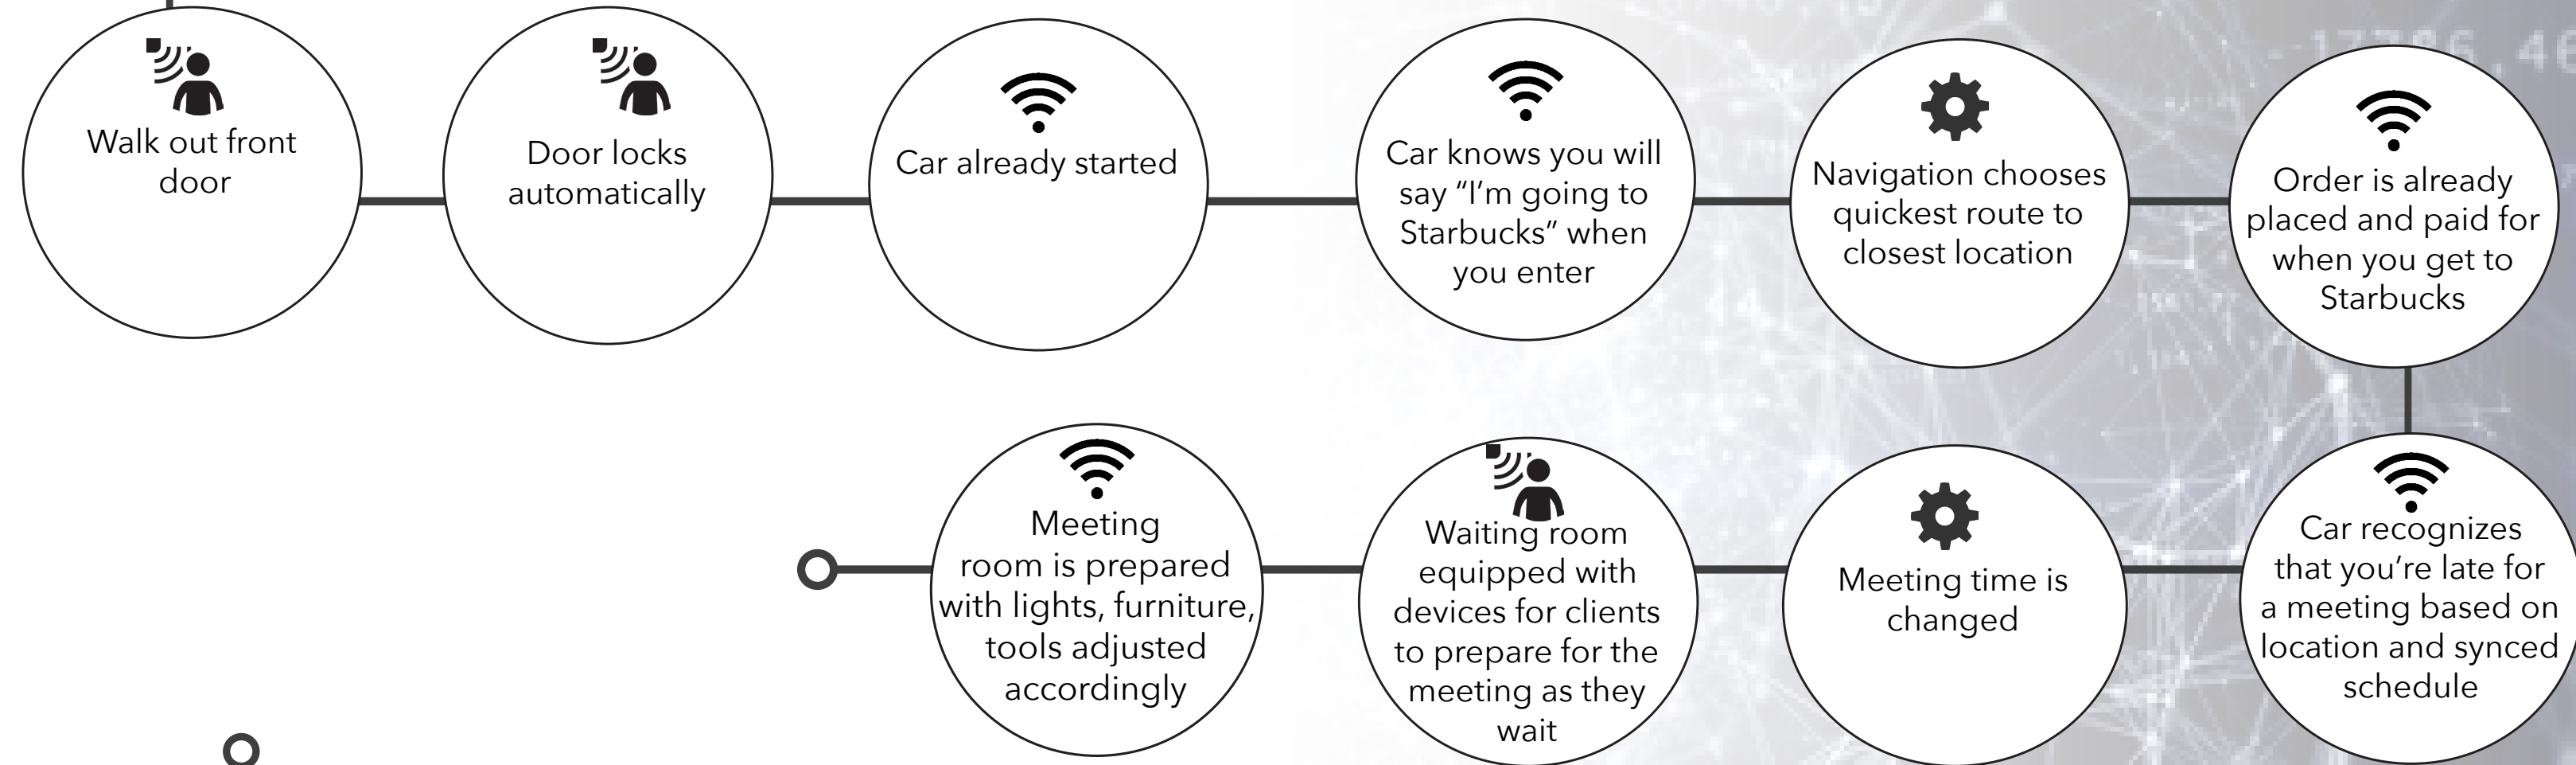 Walk out front
door
Door locks
automatically
Car already started
Car knows you will
say “I’m going to
Starbucks” when
you enter
Navigation chooses
quickest route to
closest location
Order is already
placed and paid for
when you get to
Starbucks
Car recognizes
that you’re late for
a meeting based on
location and synced
schedule
Meeting time is
changed
Waiting room
equipped with
devices for clients
to prepare for the
meeting as they
wait
Meeting
room is prepared
with lights, furniture,
tools adjusted
accordingly